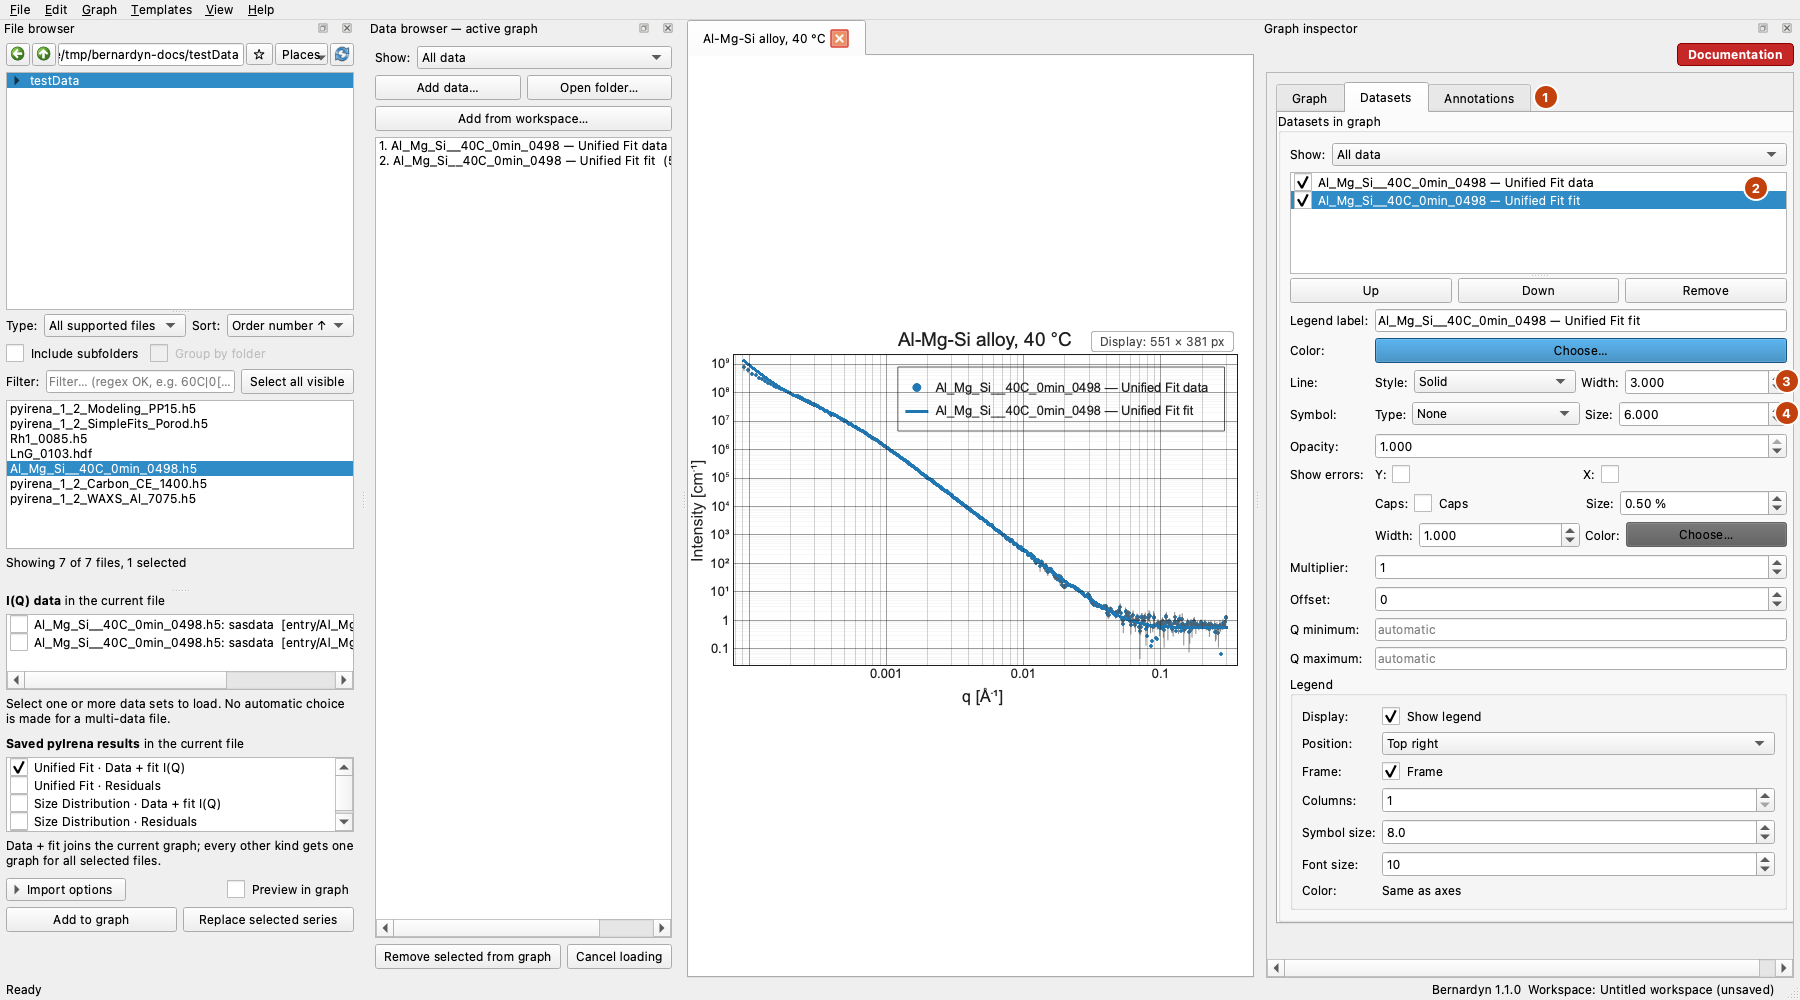 File Edit Graph Templates View Help
File browser
:/tmp/bernardyn-docs/testData ☆ Places
testData
Type: All supported files Sort: Order number ↑
Include subfolders Group by folder
Filter: Filter... (regex OK, e.g. 60C|0[... Select all visible
pyirena_1_2_Modeling_PP15.h5
pyirena_1_2_SimpleFits_Porod.h5
Rh1_0085.h5
LnG_0103.hdf
Al_Mg_Si__40C_0min_0498.h5
pyirena_1_2_Carbon_CE_1400.h5
pyirena_1_2_WAXS_Al_7075.h5
Showing 7 of 7 files, 1 selected
I(Q) data in the current file
Al_Mg_Si__40C_0min_0498.h5: sasdata [entry/Al_Mg
Al_Mg_Si__40C_0min_0498.h5: sasdata [entry/Al_Mg
Select one or more data sets to load. No automatic choice
is made for a multi-data file.
Saved pyIrena results in the current file
Unified Fit · Data + fit I(Q)
Unified Fit · Residuals
Size Distribution · Data + fit I(Q)
Size Distribution · Residuals
Data + fit joins the current graph; every other kind gets one
graph for all selected files.
Import options Preview in graph
Add to graph Replace selected series
Ready
Data browser — active graph
Show: All data
Add data... Open folder...
Add from workspace...
1. Al_Mg_Si__40C_0min_0498 — Unified Fit data
2. Al_Mg_Si__40C_0min_0498 — Unified Fit fit (5
Remove selected from graph Cancel loading
Al-Mg-Si alloy, 40 °C
Al-Mg-Si alloy, 40 °C
Display: 551 × 381 px
Al_Mg_Si__40C_0min_0498 — Unified Fit data
Al_Mg_Si__40C_0min_0498 — Unified Fit fit
Intensity [cm⁻¹]
10⁹
10⁸
10⁷
10⁶
10⁵
10⁴
10³
10²
10¹
1
0.1
0.001 0.01 0.1
q [Å⁻¹]
Graph inspector
Documentation
Graph Datasets Annotations 1
Datasets in graph
Show: All data
Al_Mg_Si__40C_0min_0498 — Unified Fit data
2
Al_Mg_Si__40C_0min_0498 — Unified Fit fit
Up Down Remove
Legend label: Al_Mg_Si__40C_0min_0498 — Unified Fit fit
Color: Choose...
Line: Style: Solid Width: 3.000 3
Symbol: Type: None Size: 6.000 4
Opacity: 1.000
Show errors: Y: X:
Caps: Caps Size: 0.50 %
Width: 1.000 Color: Choose...
Multiplier: 1
Offset: 0
Q minimum: automatic
Q maximum: automatic
Legend
Display: Show legend
Position: Top right
Frame: Frame
Columns: 1
Symbol size: 8.0
Font size: 10
Color: Same as axes
Bernardyn 1.1.0 Workspace: Untitled workspace (unsaved)